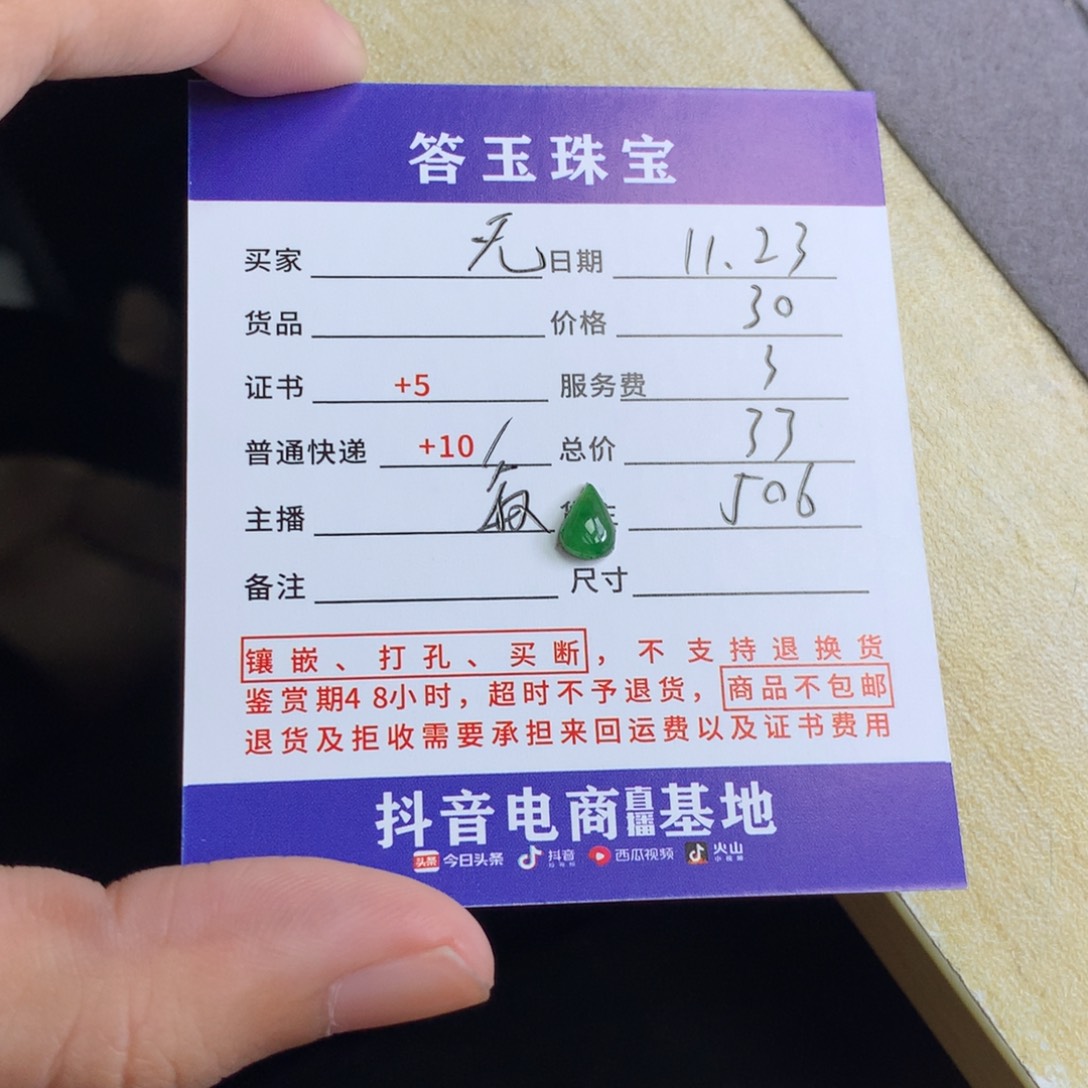 答玉珠宝
买家 无 日期 11.23
货品 价格 30
证书 +5 服务费 3
普通快递 +10 / 总价 33
主播 506
备注 尺寸
镶嵌、打孔、买断，不支持退换货
鉴赏期48小时，超时不予退货，商品不包邮
退货及拒收需要承担来回运费以及证书费用
抖音电商直播基地
头条 今日头条 抖音 西瓜视频 火山